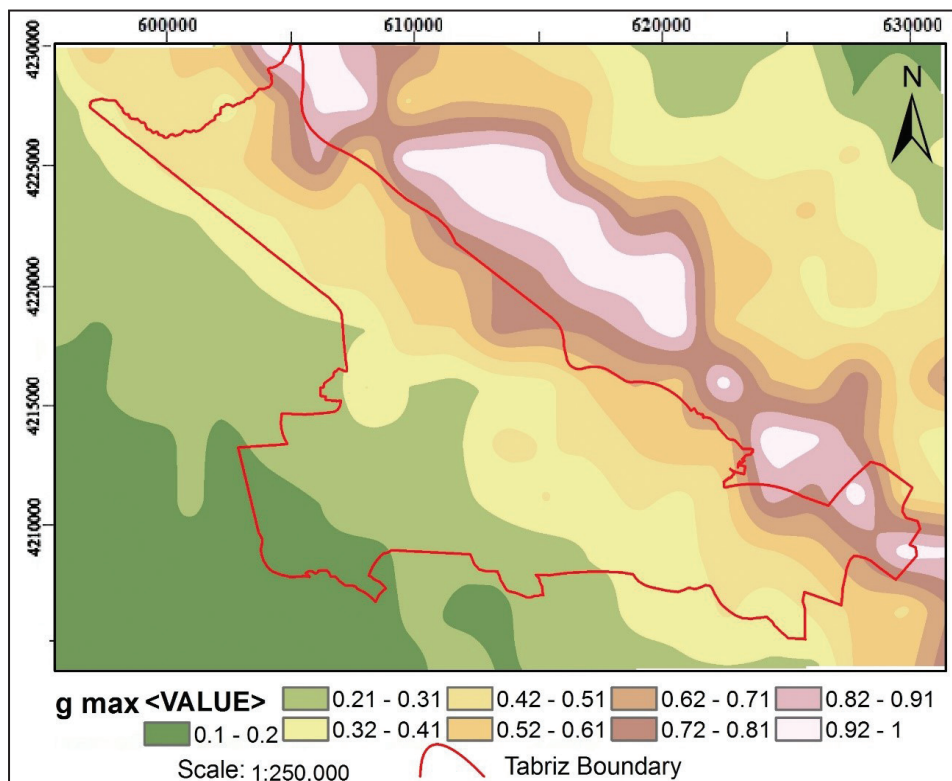 600000 610000 620000 630000
4230000
4225000
4220000
4215000
4210000
N
g max <VALUE>
0.1 - 0.2
0.21 - 0.31
0.32 - 0.41
0.42 - 0.51
0.52 - 0.61
0.62 - 0.71
0.72 - 0.81
0.82 - 0.91
0.92 - 1
Scale: 1:250.000
Tabriz Boundary